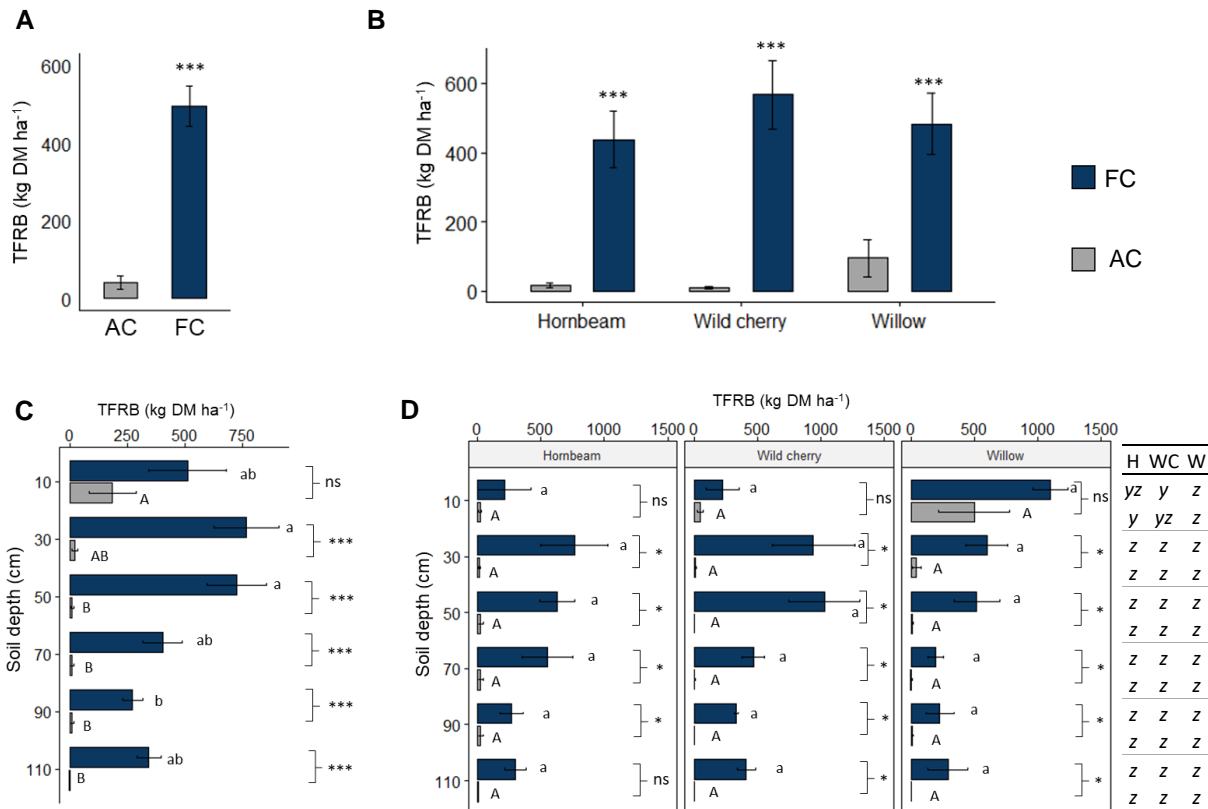 A
TFRB (kg DM ha-1)
600
400
200
0
***
AC FC
B
TFRB (kg DM ha-1)
600
400
200
0
*** *** ***
Hornbeam Wild cherry Willow
FC
AC
C
TFRB (kg DM ha-1)
0 250 500 750
Soil depth (cm)
10 ab A ns
30 a AB ***
50 a B ***
70 ab B ***
90 b B ***
110 ab B ***
D
TFRB (kg DM ha-1)
0 500 1000 1500 0 500 1000 1500 0 500 1000 1500
Hornbeam Wild cherry Willow
Soil depth (cm)
10 a A ns a A ns a A ns
30 a A * a A * a A *
50 a A * a A * a A *
70 a A * a A * a A *
90 a A * a A * a A *
110 a A ns a A * a A *
H WC W
yz y z
y yz z
z z z
z z z
z z z
z z z
z z z
z z z
z z z
z z z
z z z
z z z